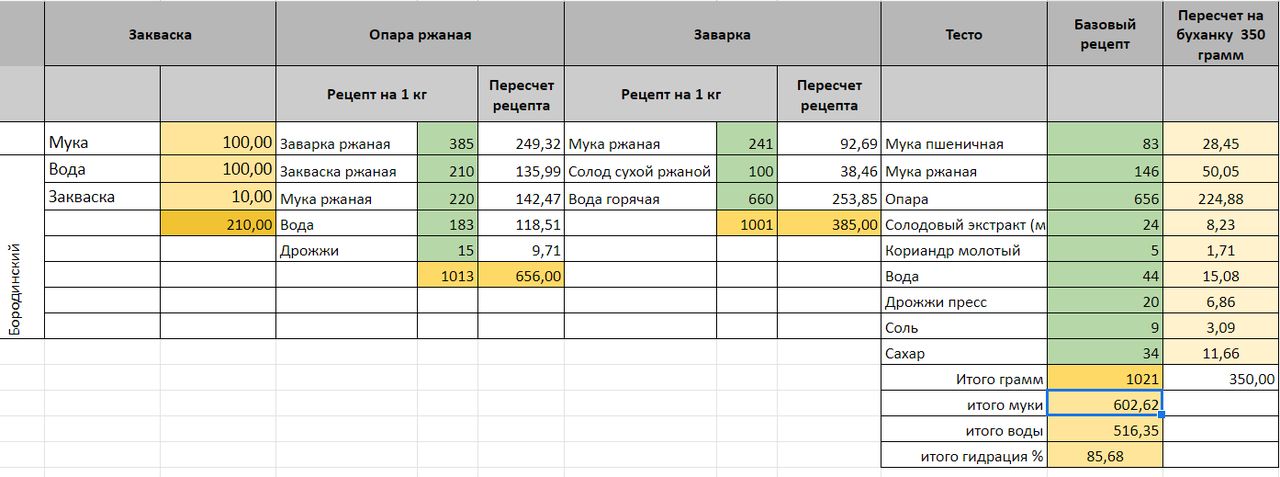 Закваска Опара ржаная Заварка Тесто Базовый рецепт Пересчет на буханку 350 грамм
Рецепт на 1 кг Пересчет рецепта Рецепт на 1 кг Пересчет рецепта
Мука 100,00 Заварка ржаная 385 249,32 Мука ржаная 241 92,69 Мука пшеничная 83 28,45
Вода 100,00 Закваска ржаная 210 135,99 Солод сухой ржаной 100 38,46 Мука ржаная 146 50,05
Закваска 10,00 Мука ржаная 220 142,47 Вода горячая 660 253,85 Опара 656 224,88
210,00 Вода 183 118,51 1001 385,00 Солодовый экстракт (м 24 8,23
Дрожжи 15 9,71 Кориандр молотый 5 1,71
1013 656,00 Вода 44 15,08
Дрожжи пресс 20 6,86
Бородинский
Соль 9 3,09
Сахар 34 11,66
Итого грамм 1021 350,00
итого муки 602,62
итого воды 516,35
итого гидрация % 85,68